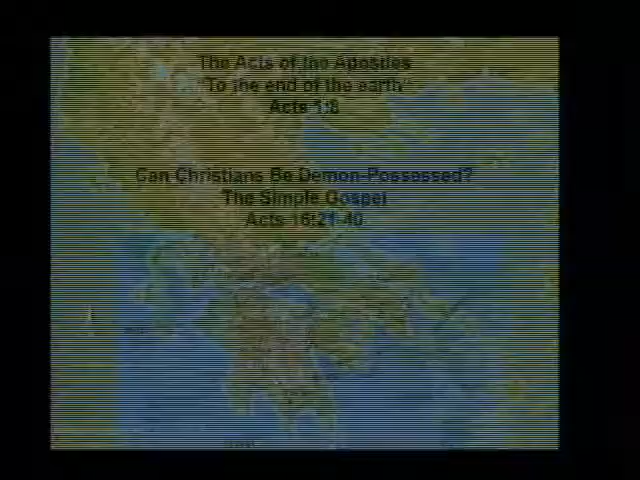 The Acts of the Apostles
"To the end of the earth"
Acts 1:8
Can Christians Be Demon-Possessed?
The Simple Gospel
Acts 16:21-40